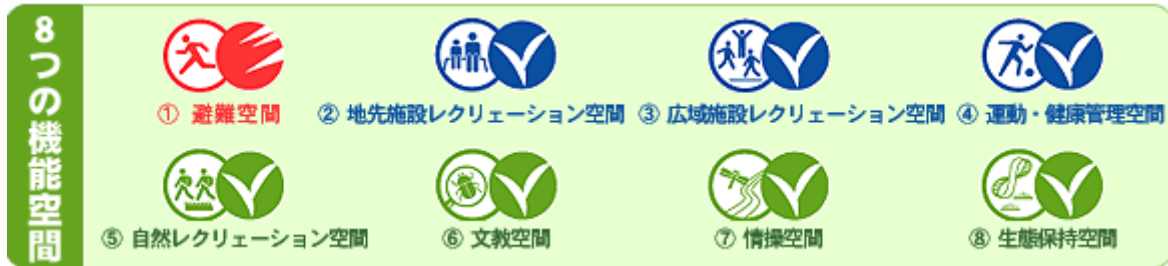 8つの機能空間
① 避難空間
② 地先施設レクリェーション空間
③ 広域施設レクリェーション空間
④ 運動・健康管理空間
⑤ 自然レクリェーション空間
⑥ 文教空間
⑦ 情操空間
⑧ 生態保持空間